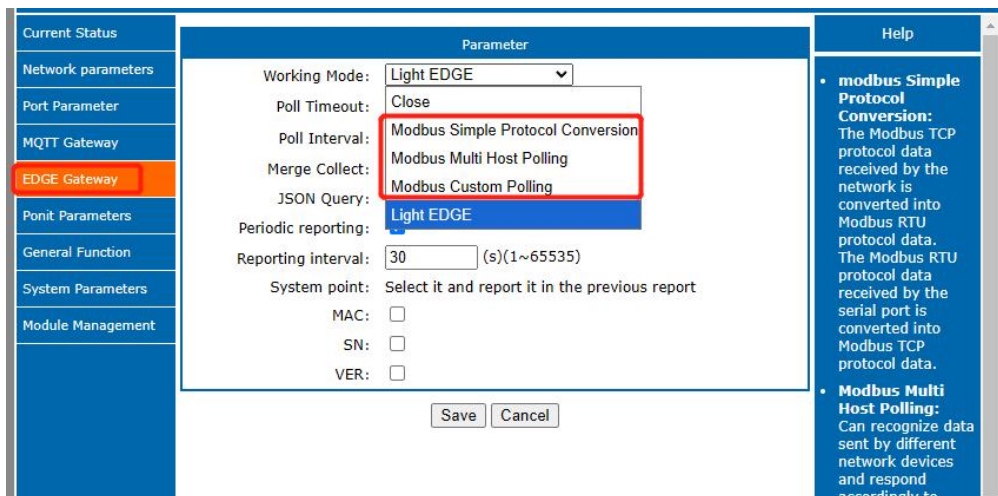 Current Status
Network parameters
Port Parameter
MQTT Gateway
EDGE Gateway
Ponit Parameters
General Function
System Parameters
Module Management
Parameter
Working Mode: Light EDGE
Close
Modbus Simple Protocol Conversion
Modbus Multi Host Polling
Modbus Custom Polling
Light EDGE
Poll Timeout:
Poll Interval:
Merge Collect:
JSON Query:
Periodic reporting:
Reporting interval: 30 (s)(1~65535)
System point: Select it and report it in the previous report
MAC:
SN:
VER:
Save Cancel
Help
• modbus Simple
Protocol
Conversion:
The Modbus TCP
protocol data
received by the
network is
converted into
Modbus RTU
protocol data.
The Modbus RTU
protocol data
received by the
serial port is
converted into
Modbus TCP
protocol data.
• Modbus Multi
Host Polling:
Can recognize data
sent by different
network devices
and respond
accordingly to